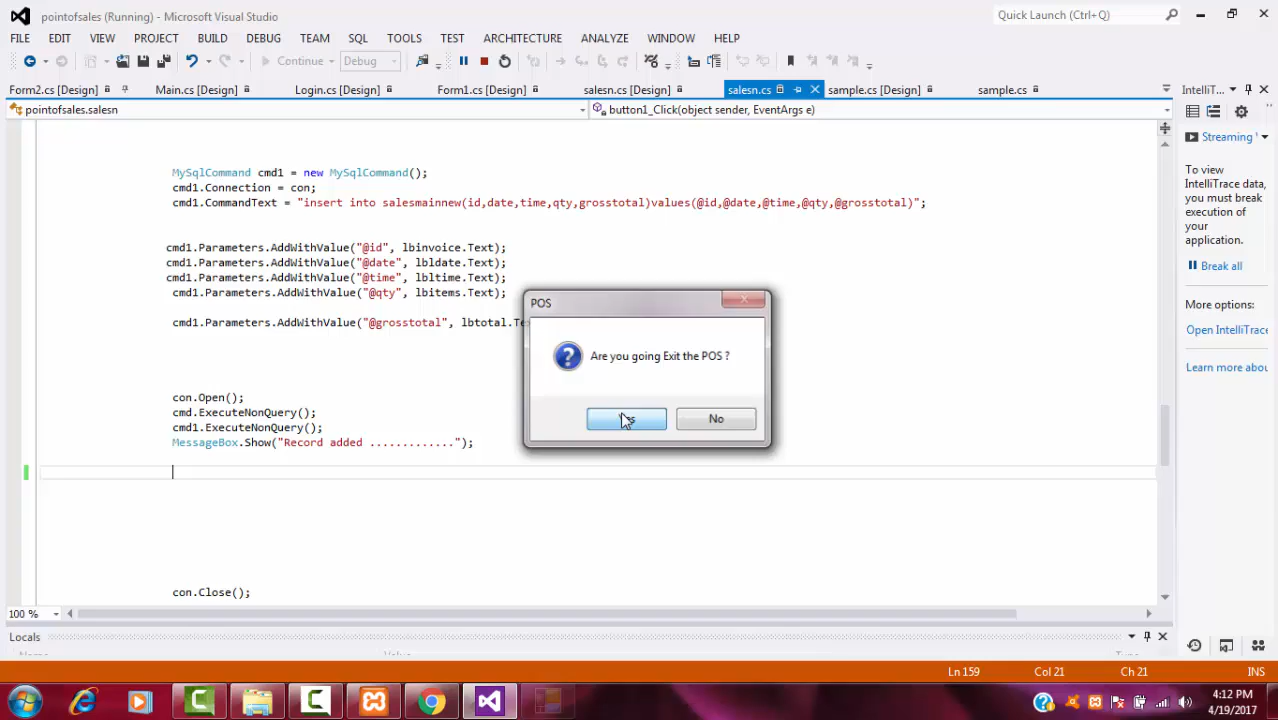 pointofsales (Running) - Microsoft Visual Studio
Quick Launch (Ctrl+Q)
FILE EDIT VIEW PROJECT BUILD DEBUG TEAM SQL TOOLS TEST ARCHITECTURE ANALYZE WINDOW HELP
Continue Debug
Form2.cs [Design] Main.cs [Design] Login.cs [Design] Form1.cs [Design] salesn.cs [Design] salesn.cs sample.cs [Design] sample.cs
IntelliT...
pointofsales.salesn
button1_Click(object sender, EventArgs e)
Streaming
To view
IntelliTrace data,
you must break
execution of
your
application.
Break all
More options:
Open IntelliTrace
Learn more abou
MySqlCommand cmd1 = new MySqlCommand();
cmd1.Connection = con;
cmd1.CommandText = "insert into salesmainnew(id,date,time,qty,grosstotal)values(@id,@date,@time,@qty,@grosstotal)";
cmd1.Parameters.AddWithValue("@id", lbinvoice.Text);
cmd1.Parameters.AddWithValue("@date", lbldate.Text);
cmd1.Parameters.AddWithValue("@time", lbltime.Text);
cmd1.Parameters.AddWithValue("@qty", lbitems.Text);
cmd1.Parameters.AddWithValue("@grosstotal", lbtotal.Te
con.Open();
cmd.ExecuteNonQuery();
cmd1.ExecuteNonQuery();
MessageBox.Show("Record added .............");
con.Close();
POS
Are you going Exit the POS ?
Yes
No
100 %
Locals
Name Value Type
Ln 159 Col 21 Ch 21 INS
4:12 PM
4/19/2017